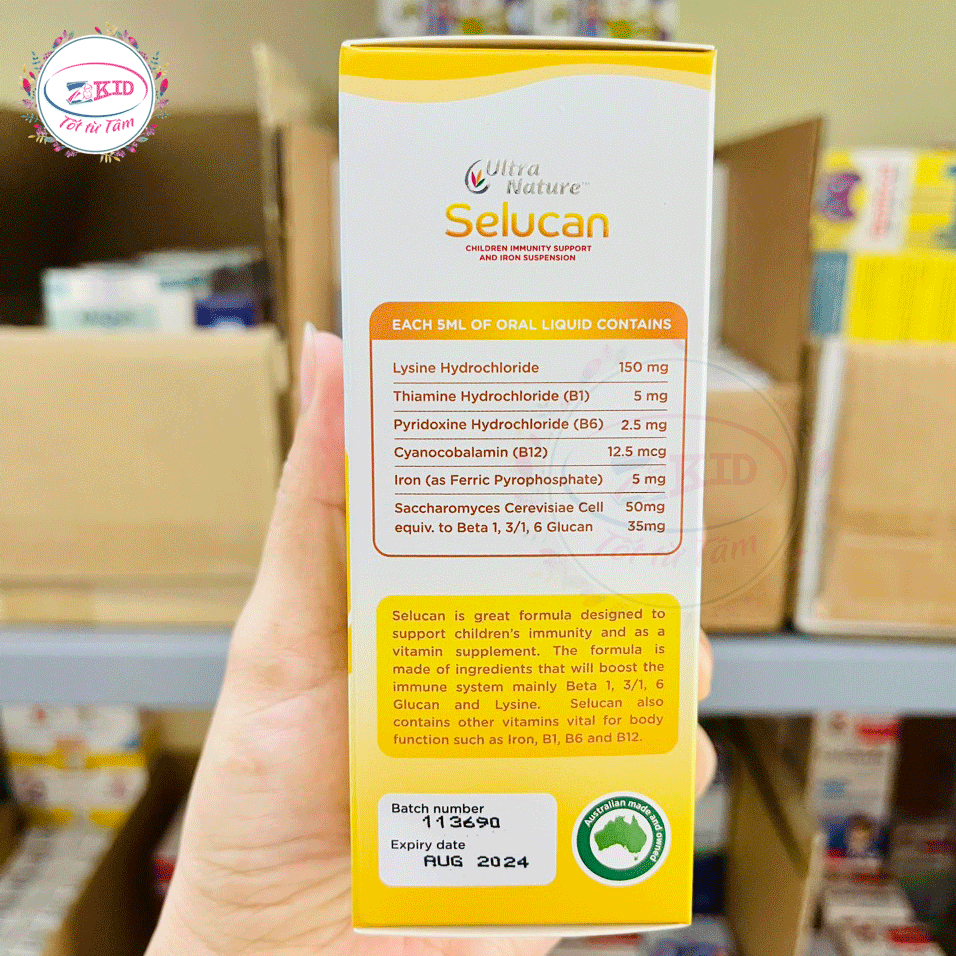 ZKID
Tốt từ Tâm
Ultra
Nature™
Selucan
CHILDREN IMMUNITY SUPPORT
AND IRON SUSPENSION
EACH 5ML OF ORAL LIQUID CONTAINS
Lysine Hydrochloride 150 mg
Thiamine Hydrochloride (B1) 5 mg
Pyridoxine Hydrochloride (B6) 2.5 mg
Cyanocobalamin (B12) 12.5 mcg
Iron (as Ferric Pyrophosphate) 5 mg
Saccharomyces Cerevisiae Cell 50mg
equiv. to Beta 1, 3/1, 6 Glucan 35mg
ZKID
Tốt từ Tâm
Selucan is great formula designed to
support children's immunity and as a
vitamin supplement. The formula is
made of ingredients that will boost the
immune system mainly Beta 1, 3/1, 6
Glucan and Lysine. Selucan also
contains other vitamins vital for body
function such as Iron, B1, B6 and B12.
Batch number
113690
Expiry date
AUG 2024
Australian made and owned